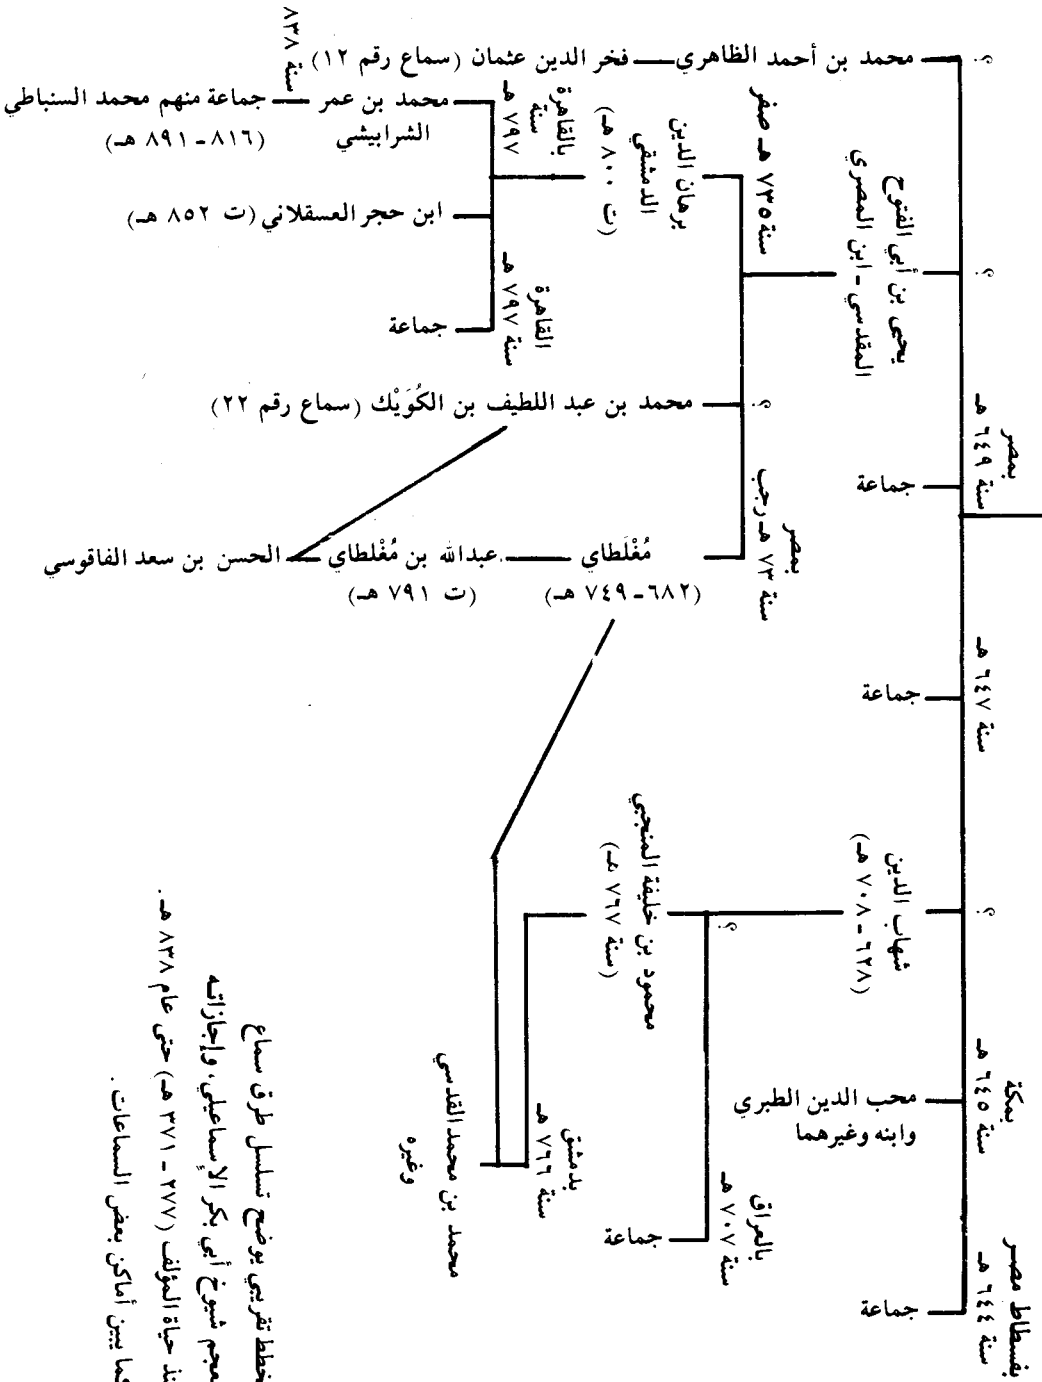 سنة ٨٣٨
؟
محمد بن أحمد الظاهري — فخر الدين عثمان (سماع رقم ١٢)
محمد بن عمر — جماعة منهم محمد السنباطي
الشرابيشي
(٨١٦ - ٨٩١ هـ)
بالقاهرة
سنة
٧٩٧ هـ
برهان الدين
الدمشقي
(ت ٨٠٠ هـ)
سنة ٧٣٥ هـ صفر
يحيى بن أبي الفتوح
المقدسي - ابن المصري
؟
ابن حجر العسقلاني (ت ٨٥٢ هـ)
القاهرة
سنة ٧٩٧ هـ
جماعة
؟
محمد بن عبد اللطيف بن الكُوَيْك (سماع رقم ٢٢)
بمصر
سنة ٦٤٩ هـ
جماعة
بمصر
سنة ٧٣ هـ رجب
مُغْلَطاي — عبدالله بن مُغْلطاي — الحسن بن سعد الفاقوسي
(٦٨٢ - ٧٤٩ هـ)
(ت ٧٩١ هـ)
سنة ٦٤٧ هـ
جماعة
؟
شهاب الدين
(٦٢٨ - ٧٠٨ هـ)
؟
محمود بن خليفة المنجبي
(سنة ٧٦٧ هـ)
بمكة
سنة ٦٤٥ هـ
محب الدين الطبري
وابنه وغيرهما
بدمشق
سنة ٧٦٦ هـ
محمد بن محمد القدسي
وغيره
بالعراق
سنة ٧٠٧ هـ
جماعة
بفسطاط مصر
سنة ٦٤٤ هـ
جماعة
خطط تقريبي يوضح تسلسل طرق سماع
عجم شيوخ أبي بكر الإسماعيلي، وإجازاته
نذ حياة المؤلف (٢٧٧ - ٣٧١ هـ) حتى عام ٨٣٨ هـ.
كما يبين أماكن بعض السماعات.